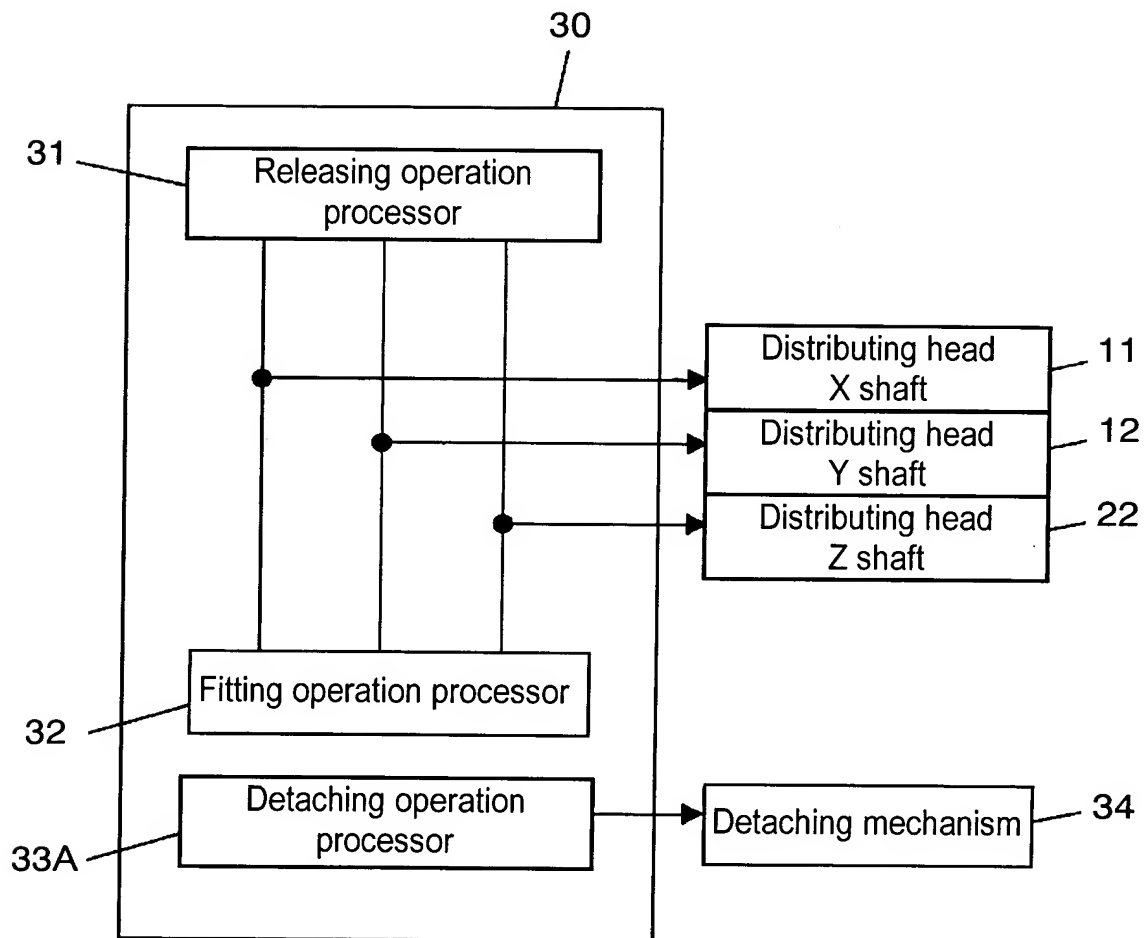 30
31
Releasing operation
processor
Distributing head
X shaft
11
Distributing head
Y shaft
12
Distributing head
Z shaft
22
Fitting operation processor
32
Detaching operation
processor
33A
Detaching mechanism
34